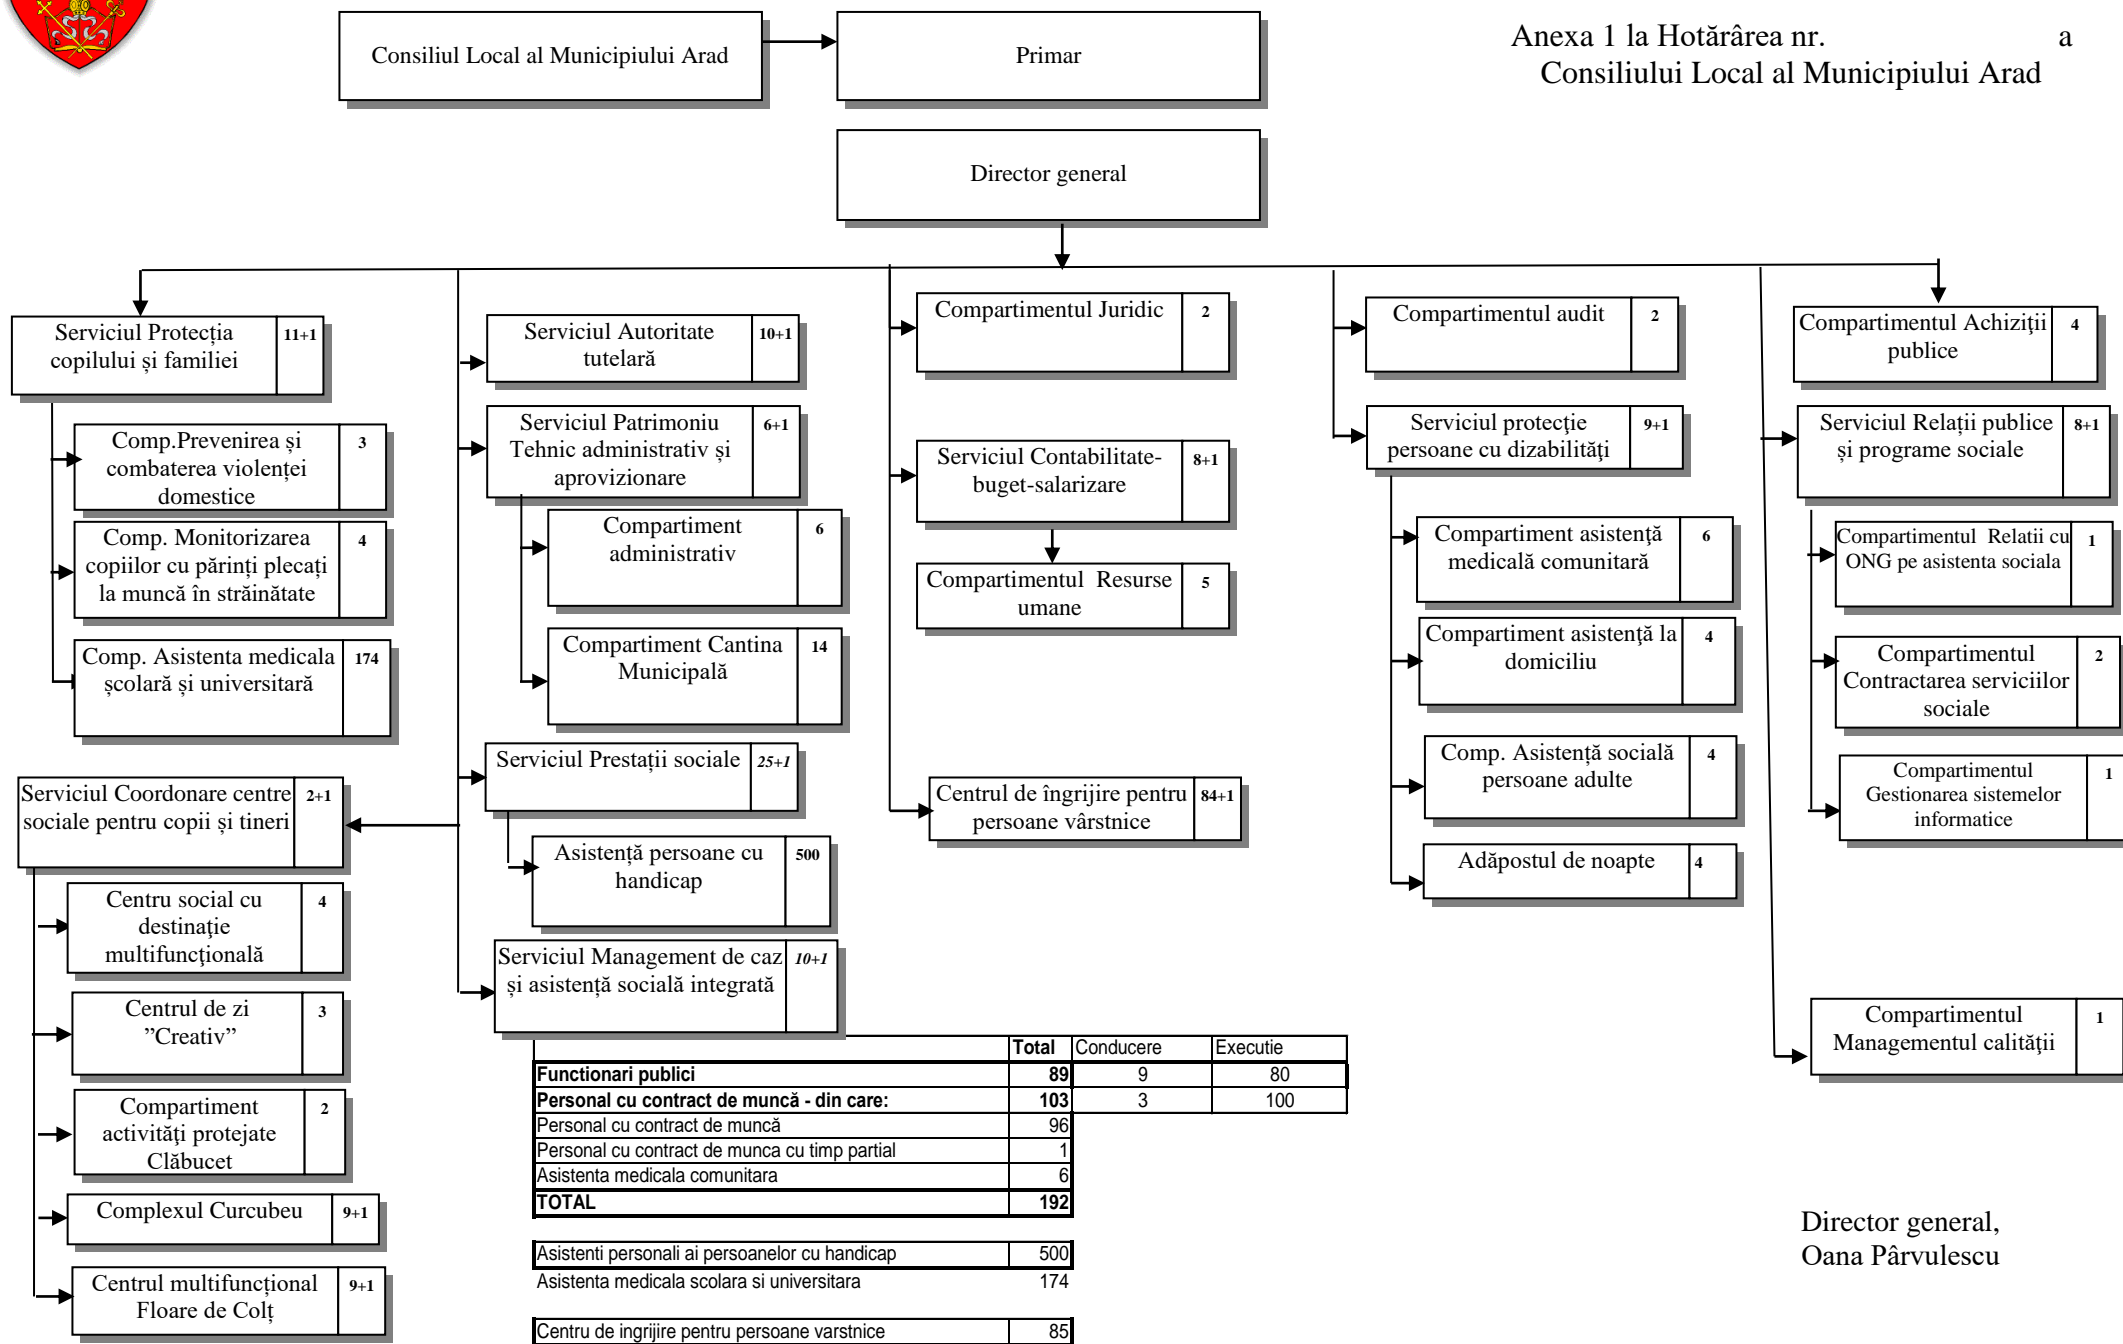 Anexa 1 la Hotărârea nr. a
Consiliului Local al Municipiului Arad
Consiliul Local al Municipiului Arad
Primar
Director general
Serviciul Protecția
copilului și familiei
11+1
Comp.Prevenirea și
combaterea violenței
domestice
3
Comp. Monitorizarea
copiilor cu părinți plecați
la muncă în străinătate
4
Comp. Asistenta medicala
școlară și universitară
174
Serviciul Coordonare centre
sociale pentru copii și tineri
2+1
Centru social cu
destinaţie
multifuncţională
4
Centrul de zi
”Creativ”
3
Compartiment
activităţi protejate
Clăbucet
2
Complexul Curcubeu
9+1
Centrul multifuncțional
Floare de Colț
9+1
Serviciul Autoritate
tutelară
10+1
Serviciul Patrimoniu
Tehnic administrativ și
aprovizionare
6+1
Compartiment
administrativ
6
Compartiment Cantina
Municipală
14
Serviciul Prestații sociale
25+1
Asistență persoane cu
handicap
500
Serviciul Management de caz
și asistență socială integrată
10+1
Compartimentul Juridic
2
Serviciul Contabilitate-
buget-salarizare
8+1
Compartimentul Resurse
umane
5
Centrul de îngrijire pentru
persoane vârstnice
84+1
Compartimentul audit
2
Serviciul protecţie
persoane cu dizabilităţi
9+1
Compartiment asistenţă
medicală comunitară
6
Compartiment asistenţă la
domiciliu
4
Comp. Asistență socială
persoane adulte
4
Adăpostul de noapte
4
Compartimentul Achiziţii
publice
4
Serviciul Relații publice
și programe sociale
8+1
Compartimentul Relatii cu
ONG pe asistenta sociala
1
Compartimentul
Contractarea serviciilor
sociale
2
Compartimentul
Gestionarea sistemelor
informatice
1
Compartimentul
Managementul calităţii
1
Total Conducere Executie
Functionari publici 89 9 80
Personal cu contract de muncă - din care: 103 3 100
Personal cu contract de muncă 96
Personal cu contract de munca cu timp partial 1
Asistenta medicala comunitara 6
TOTAL 192
Asistenti personali ai persoanelor cu handicap 500
Asistenta medicala scolara si universitara 174
Centru de ingrijire pentru persoane varstnice 85
Director general,
Oana Pârvulescu